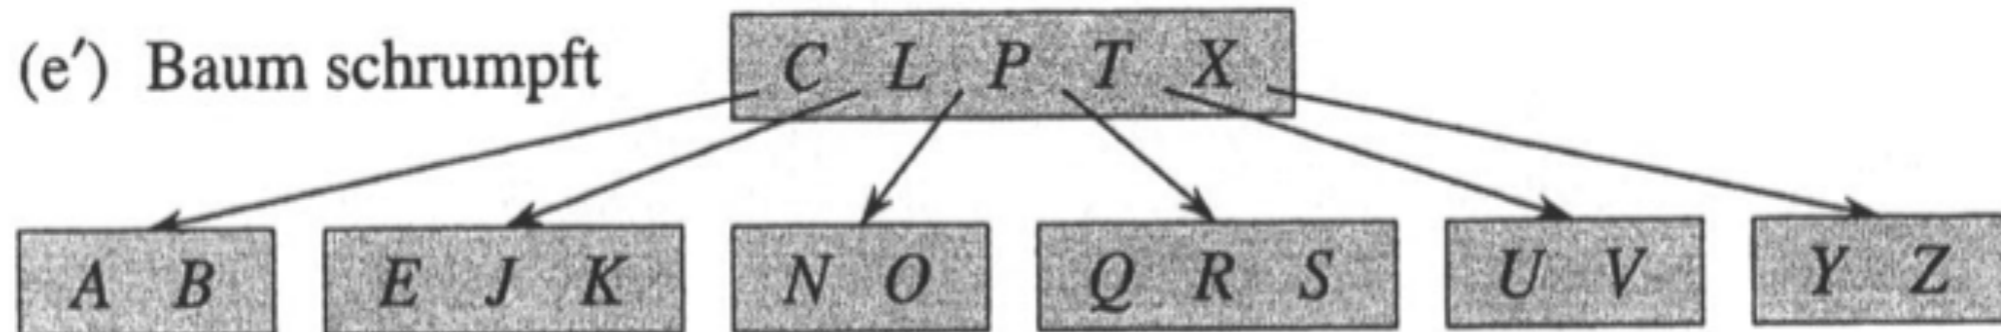 (e′) Baum schrumpft
C L P T X
A B E J K N O Q R S U V Y Z